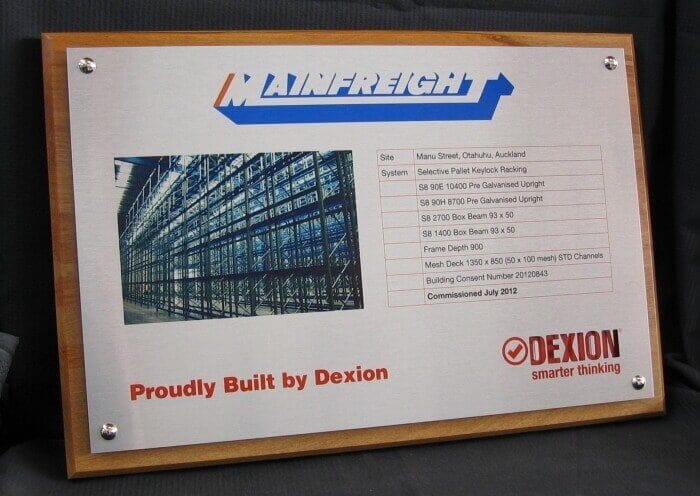 MAINFREIGHT
Site Manu Street, Otahuhu, Auckland
System Selective Pallet Keylock Racking
S8 90E 10400 Pre Galvanised Upright
S8 90H 8700 Pre Galvanised Upright
S8 2700 Box Beam 93 x 50
S8 1400 Box Beam 93 x 50
Frame Depth 900
Mesh Deck 1350 x 850 (50 x 100 mesh) STD Channels
Building Consent Number 20120843
Commissioned July 2012
Proudly Built by Dexion
DEXION®
smarter thinking